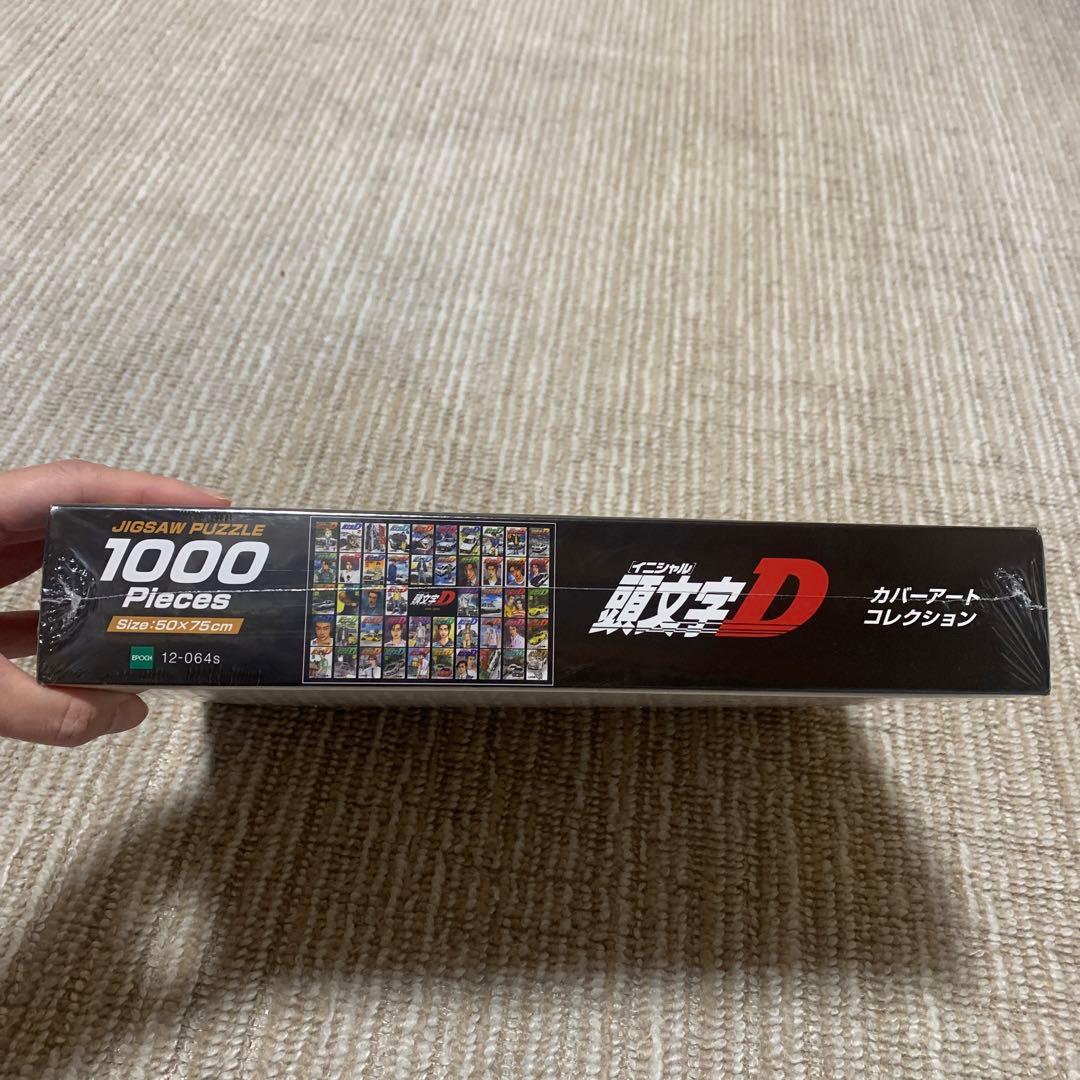 JIGSAW PUZZLE
1000
Pieces
Size:50×75cm
EPOCH 12-064s
[イニシャル]
頭文字D
カバーアート
コレクション